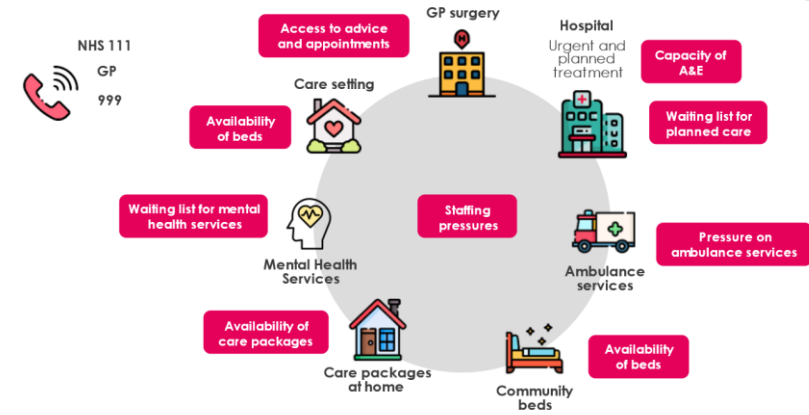 NHS 111
GP
999
Access to advice
and appointments
GP surgery
Hospital
Urgent and
planned
treatment
Capacity of
A&E
Waiting list for
planned care
Care setting
Availability
of beds
Waiting list for mental
health services
Mental Health
Services
Staffing
pressures
Ambulance
services
Pressure on
ambulance services
Availability of
care packages
Care packages
at home
Community
beds
Availability
of beds